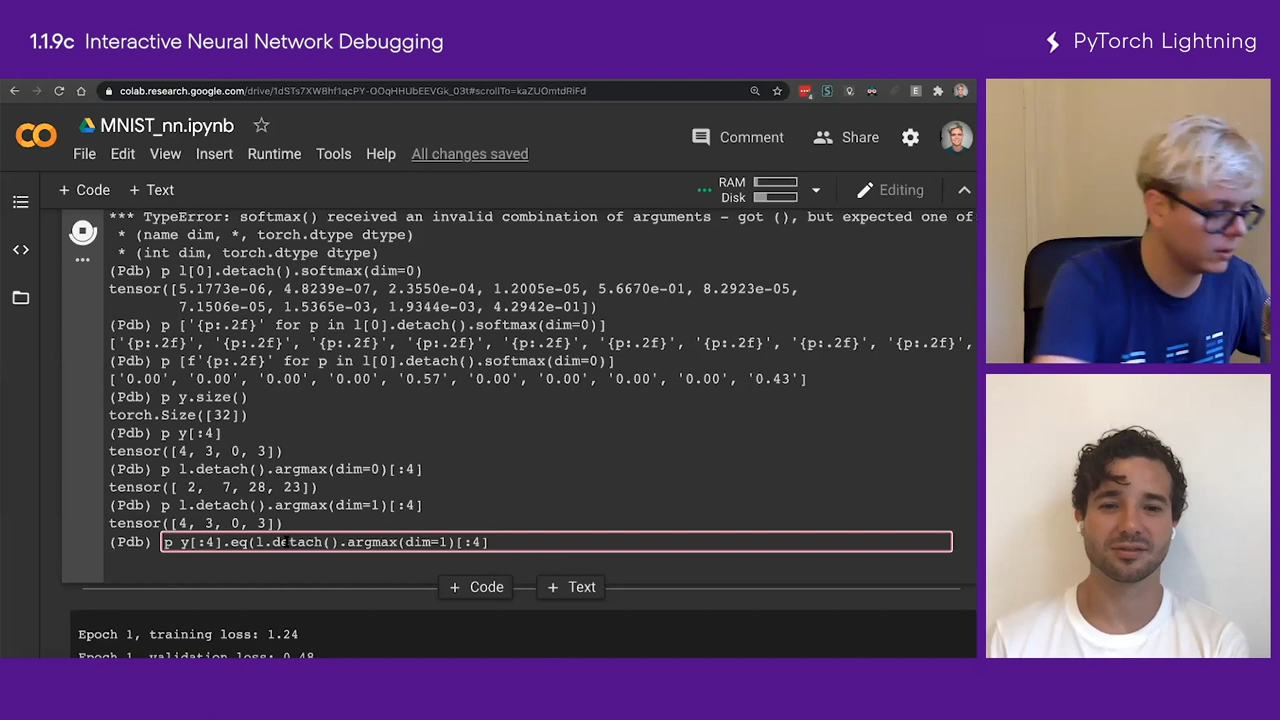 1.1.9c Interactive Neural Network Debugging
PyTorch Lightning
colab.research.google.com/drive/1dSTs7XW8hf1qcPY-OOqHHUbEEVGk_03t#scrollTo=kaZUOmtdRiFd
CO
MNIST_nn.ipynb
Comment
Share
File Edit View Insert Runtime Tools Help All changes saved
+ Code + Text
RAM
Disk
Editing
*** TypeError: softmax() received an invalid combination of arguments - got (), but expected one of
* (name dim, *, torch.dtype dtype)
* (int dim, torch.dtype dtype)
(Pdb) p l[0].detach().softmax(dim=0)
tensor([5.1773e-06, 4.8239e-07, 2.3550e-04, 1.2005e-05, 5.6670e-01, 8.2923e-05,
7.1506e-05, 1.5365e-03, 1.9344e-03, 4.2942e-01])
(Pdb) p ['{p:.2f}' for p in l[0].detach().softmax(dim=0)]
['{p:.2f}', '{p:.2f}', '{p:.2f}', '{p:.2f}', '{p:.2f}', '{p:.2f}', '{p:.2f}', '{p:.2f}', '{p:.2f}',
(Pdb) p [f'{p:.2f}' for p in l[0].detach().softmax(dim=0)]
['0.00', '0.00', '0.00', '0.00', '0.57', '0.00', '0.00', '0.00', '0.00', '0.43']
(Pdb) p y.size()
torch.Size([32])
(Pdb) p y[:4]
tensor([4, 3, 0, 3])
(Pdb) p l.detach().argmax(dim=0)[:4]
tensor([ 2, 7, 28, 23])
(Pdb) p l.detach().argmax(dim=1)[:4]
tensor([4, 3, 0, 3])
(Pdb) p y[:4].eq(l.detach().argmax(dim=1)[:4]
+ Code + Text
Epoch 1, training loss: 1.24
Epoch 1, validation loss: 0.48